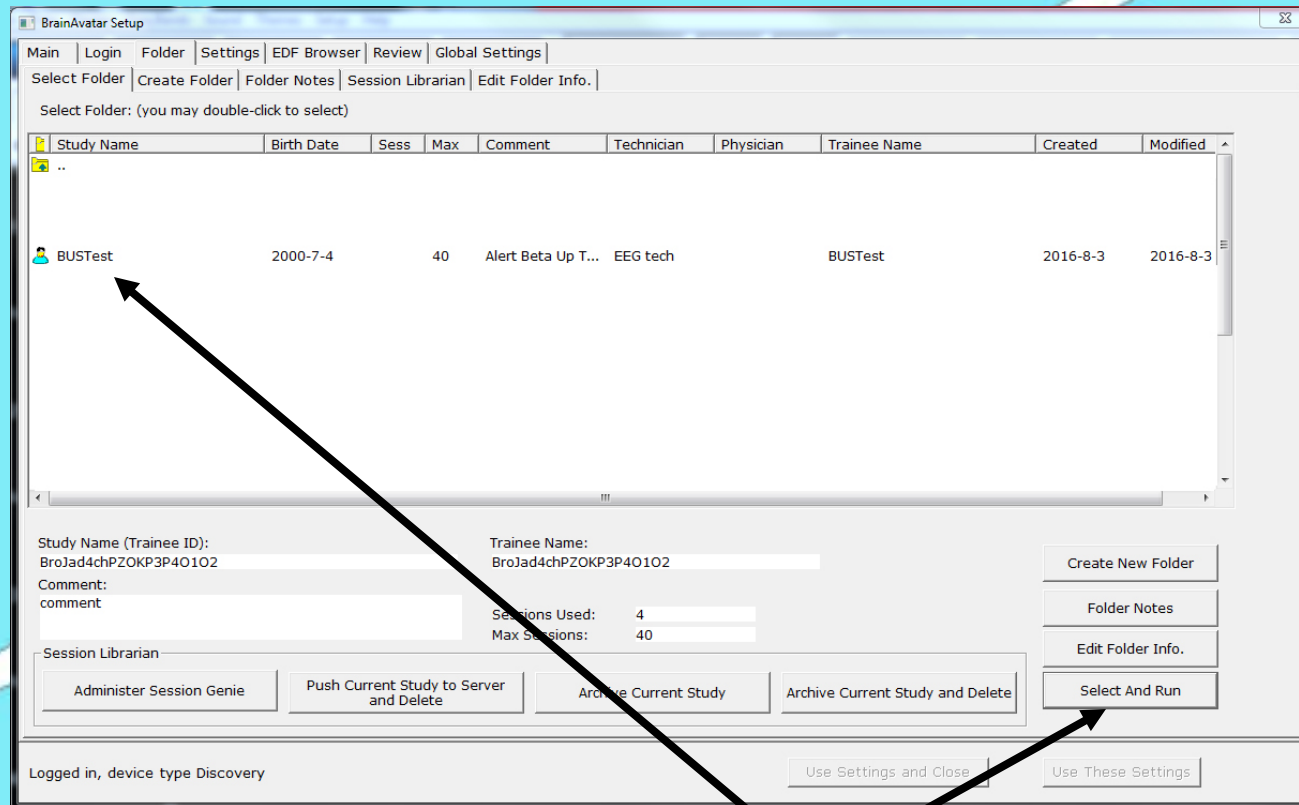 BrainAvatar Setup
Main Login Folder Settings EDF Browser Review Global Settings
Select Folder Create Folder Folder Notes Session Librarian Edit Folder Info.
Select Folder: (you may double-click to select)
Study Name Birth Date Sess Max Comment Technician Physician Trainee Name Created Modified
..
BUSTest 2000-7-4 40 Alert Beta Up T... EEG tech BUSTest 2016-8-3 2016-8-3
Study Name (Trainee ID): Trainee Name:
BroJad4chPZOKP3P4O1O2 BroJad4chPZOKP3P4O1O2
Create New Folder
Comment:
comment
Sessions Used: 4
Folder Notes
Max Sessions: 40
Edit Folder Info.
Session Librarian
Administer Session Genie
Push Current Study to Server
and Delete
Archive Current Study
Archive Current Study and Delete
Select And Run
Logged in, device type Discovery
Use Settings and Close
Use These Settings